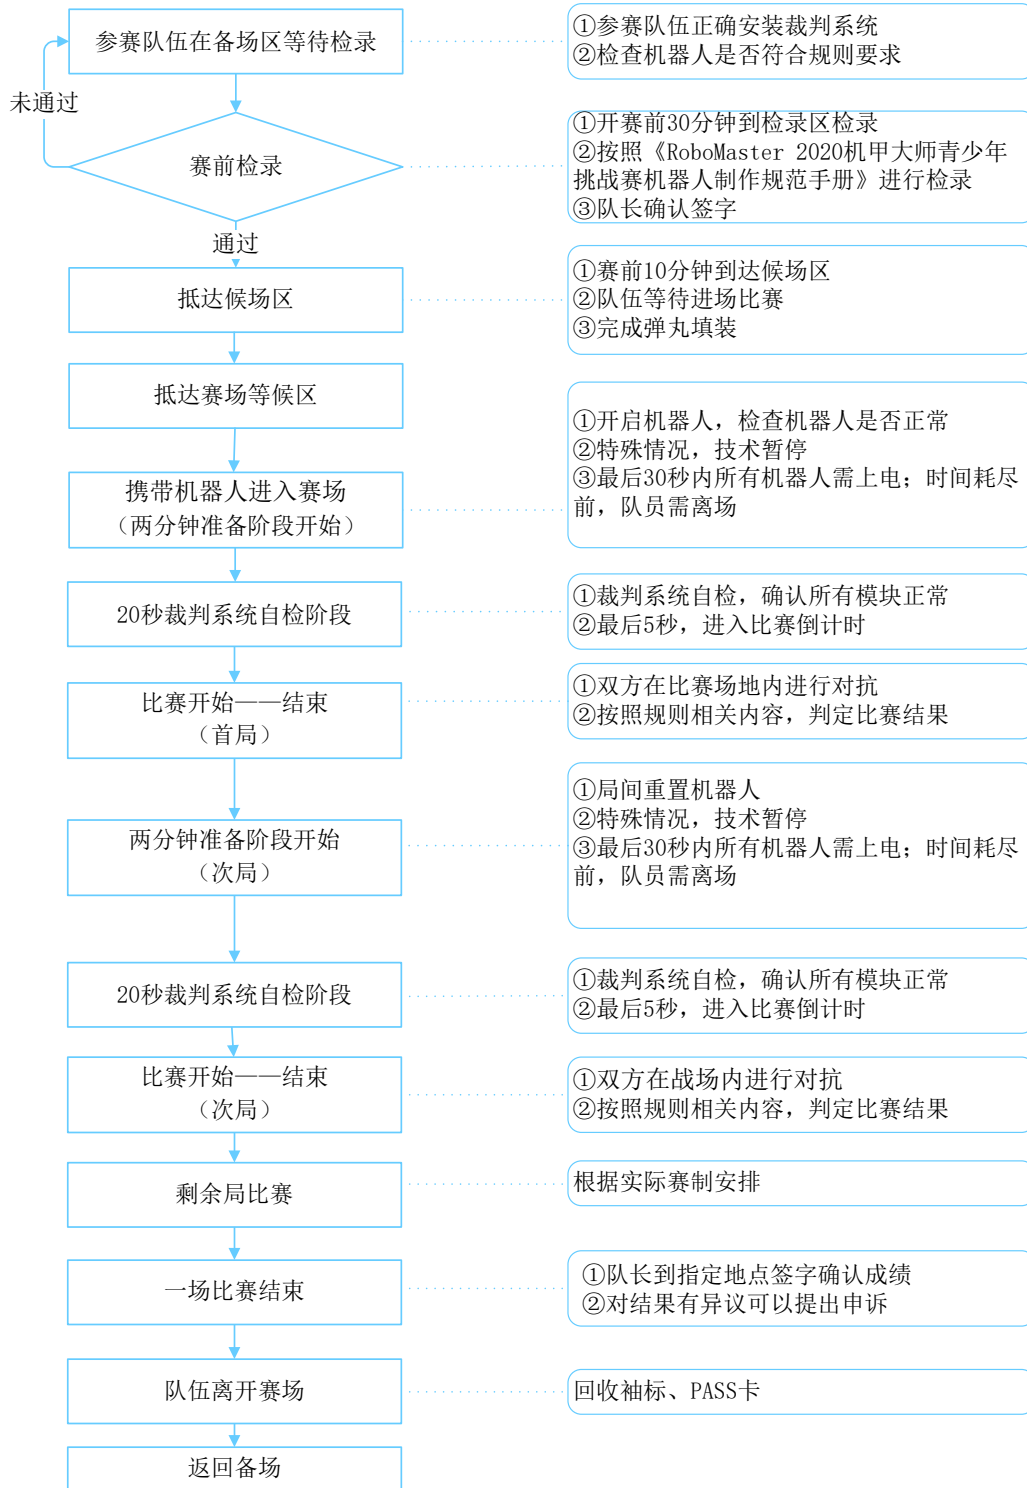 参赛队伍在备场区等待检录
①参赛队伍正确安装裁判系统
②检查机器人是否符合规则要求
未通过
赛前检录
①开赛前30分钟到检录区检录
②按照《RoboMaster 2020机甲大师青少年
挑战赛机器人制作规范手册》进行检录
③队长确认签字
通过
抵达候场区
①赛前10分钟到达候场区
②队伍等待进场比赛
③完成弹丸填装
抵达赛场等候区
携带机器人进入赛场
（两分钟准备阶段开始）
①开启机器人，检查机器人是否正常
②特殊情况，技术暂停
③最后30秒内所有机器人需上电；时间耗尽
前，队员需离场
20秒裁判系统自检阶段
①裁判系统自检，确认所有模块正常
②最后5秒，进入比赛倒计时
比赛开始——结束
（首局）
①双方在比赛场地内进行对抗
②按照规则相关内容，判定比赛结果
两分钟准备阶段开始
（次局）
①局间重置机器人
②特殊情况，技术暂停
③最后30秒内所有机器人需上电；时间耗尽
前，队员需离场
20秒裁判系统自检阶段
①裁判系统自检，确认所有模块正常
②最后5秒，进入比赛倒计时
比赛开始——结束
（次局）
①双方在战场内进行对抗
②按照规则相关内容，判定比赛结果
剩余局比赛
根据实际赛制安排
一场比赛结束
①队长到指定地点签字确认成绩
②对结果有异议可以提出申诉
队伍离开赛场
回收袖标、PASS卡
返回备场